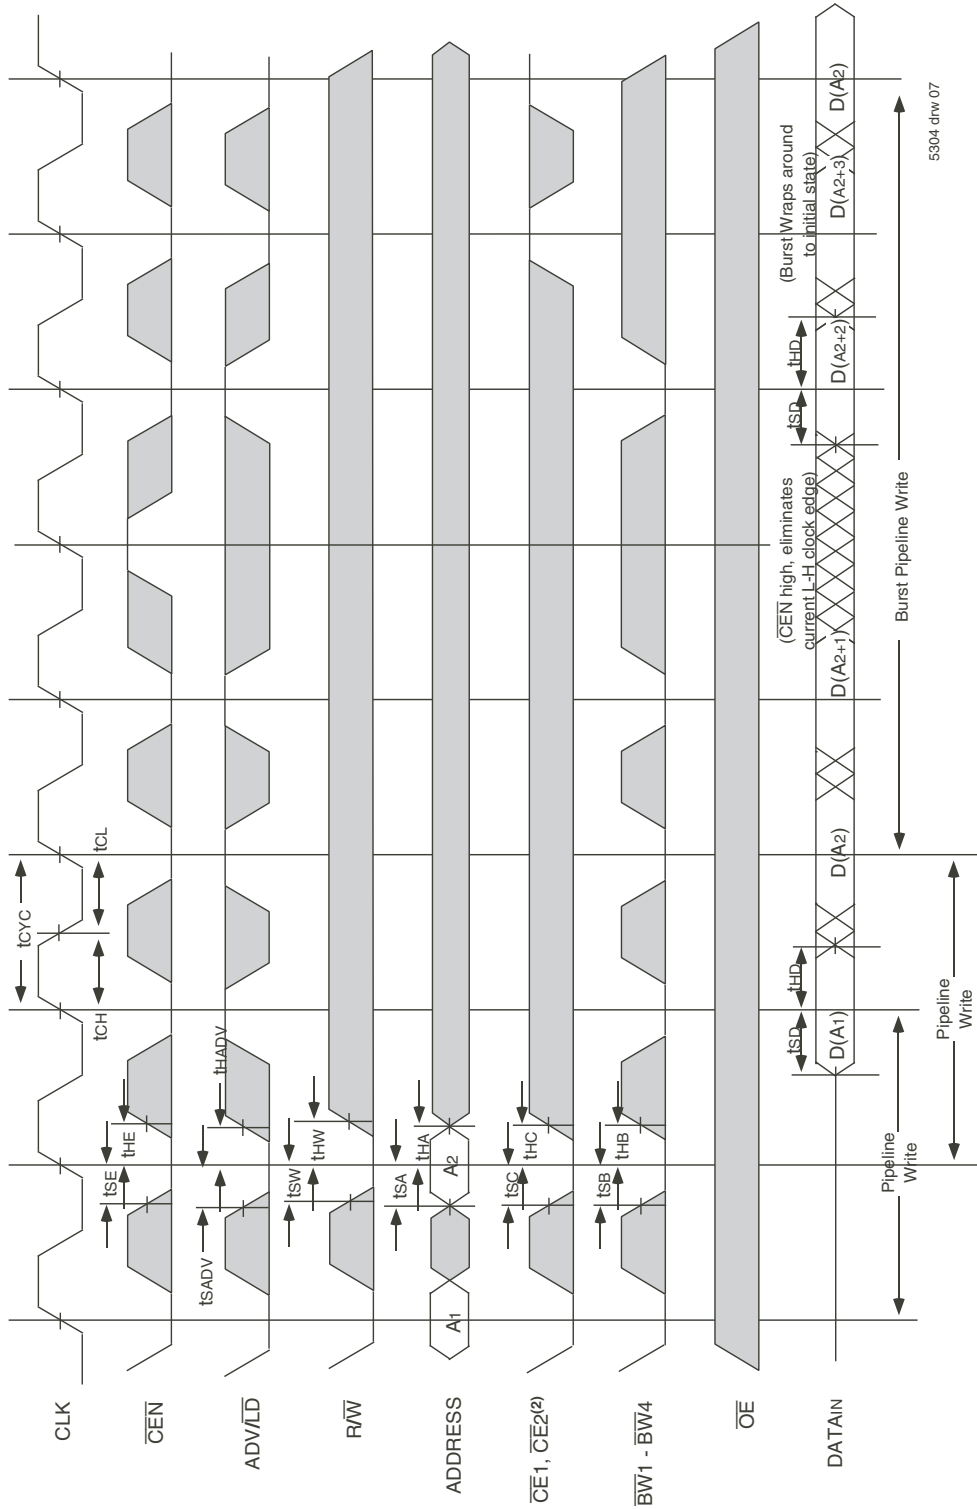 tCYC
tCH
tCL
CLK
tSE
tHE
CEN
tSADV
tHADV
ADV/LD
tSW
tHW
R/W
tSA
tHA
ADDRESS
A1
A2
tSC
tHC
CE1, CE2(2)
tSB
tHB
BW1 - BW4
OE
(CEN high, eliminates
current L-H clock edge)
(Burst Wraps around
to initial state)
tSD
tHD
tSD
tHD
DATAIN
D(A1)
D(A2)
D(A2+1)
D(A2+2)
D(A2+3)
D(A2)
Pipeline
Write
Pipeline
Write
Burst Pipeline Write
5304 drw 07